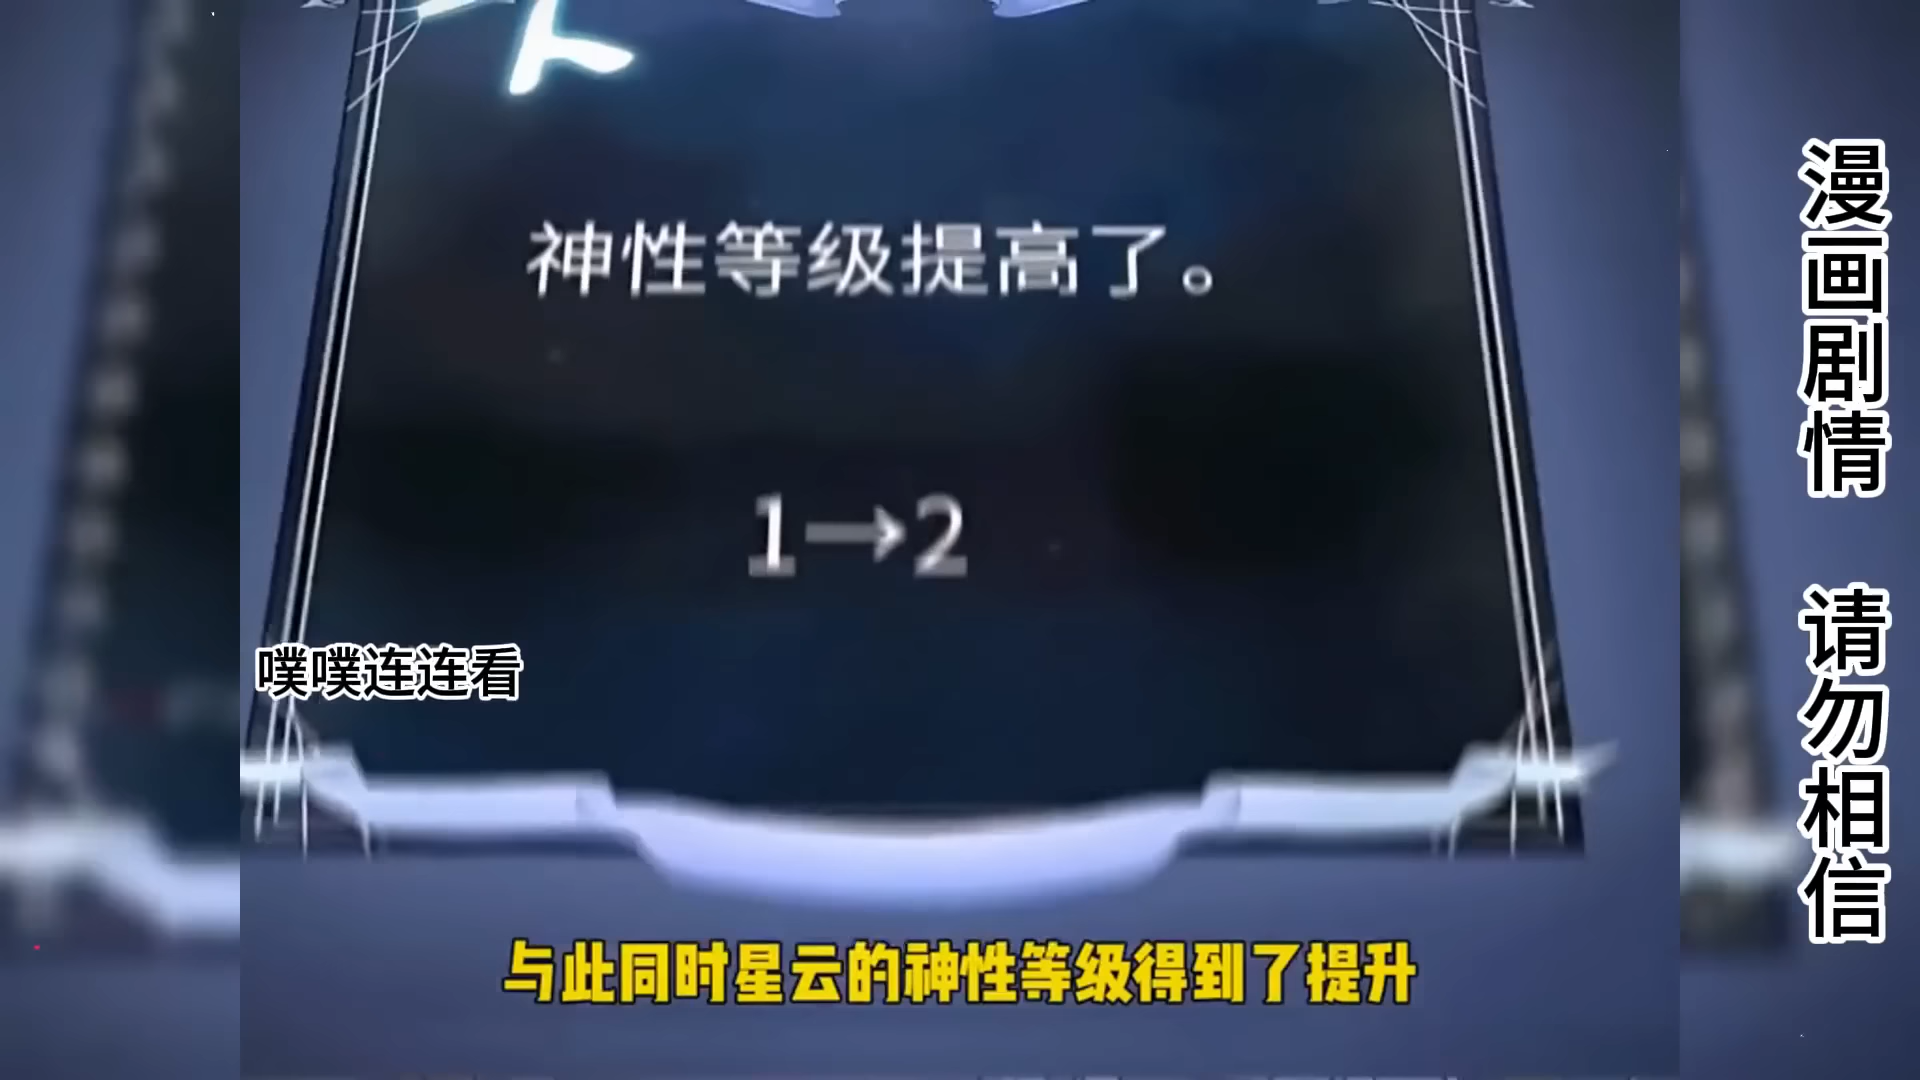 神性等级提高了。
1→2
噗噗连连看
与此同时星云的神性等级得到了提升
漫画剧情 请勿相信